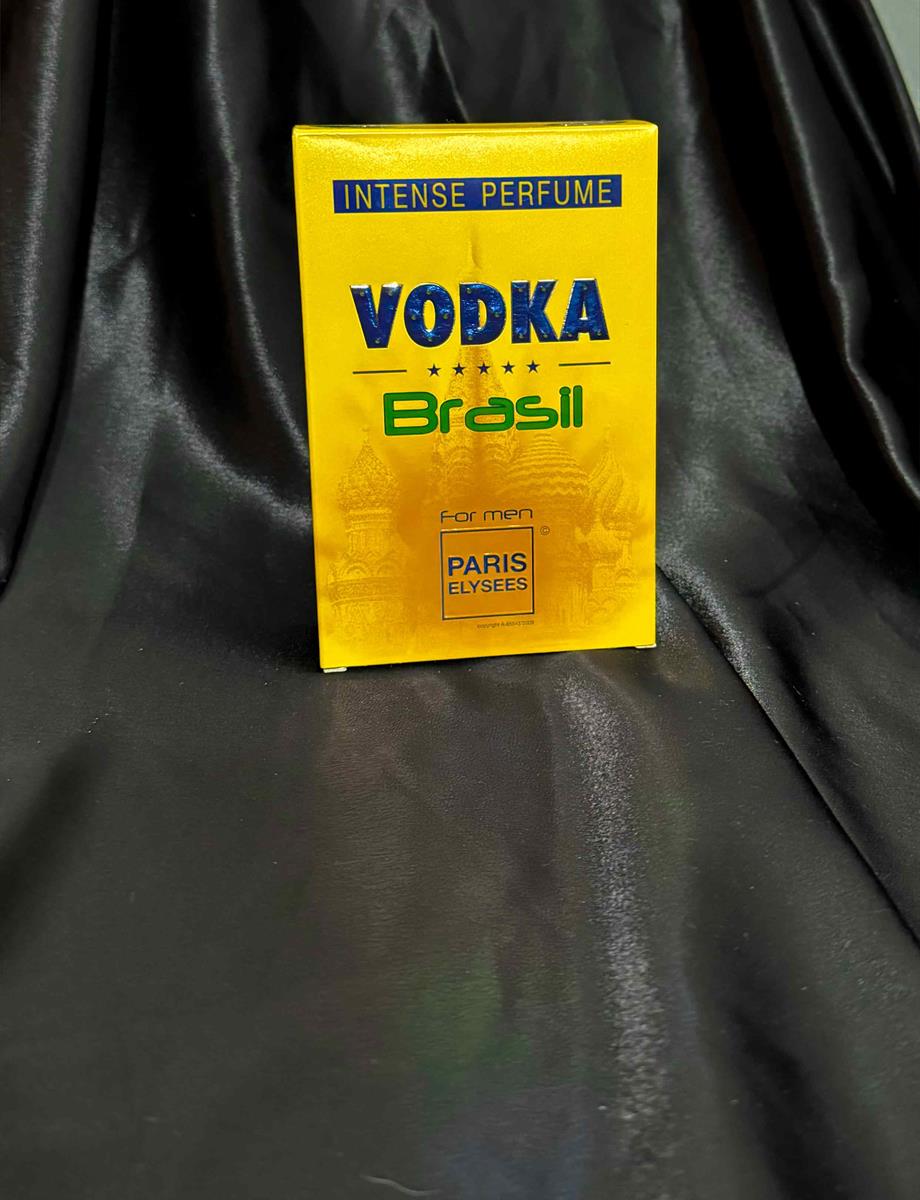 INTENSE PERFUME
VODKA
Brasil
For men
©
PARIS
ELYSEES